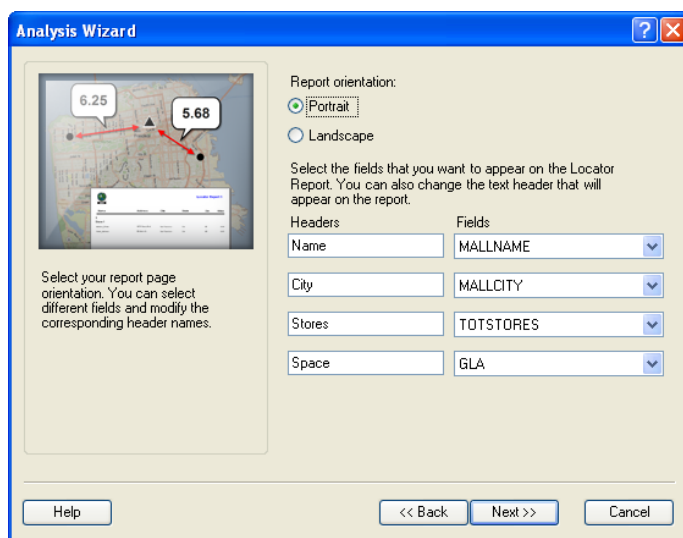 Analysis Wizard
6.25
5.68
Select your report page
orientation. You can select
different fields and modify the
corresponding header names.
Report orientation:
Portrait
Landscape
Select the fields that you want to appear on the Locator
Report. You can also change the text header that will
appear on the report.
Headers Fields
Name MALLNAME
City MALLCITY
Stores TOTSTORES
Space GLA
Help << Back Next >> Cancel